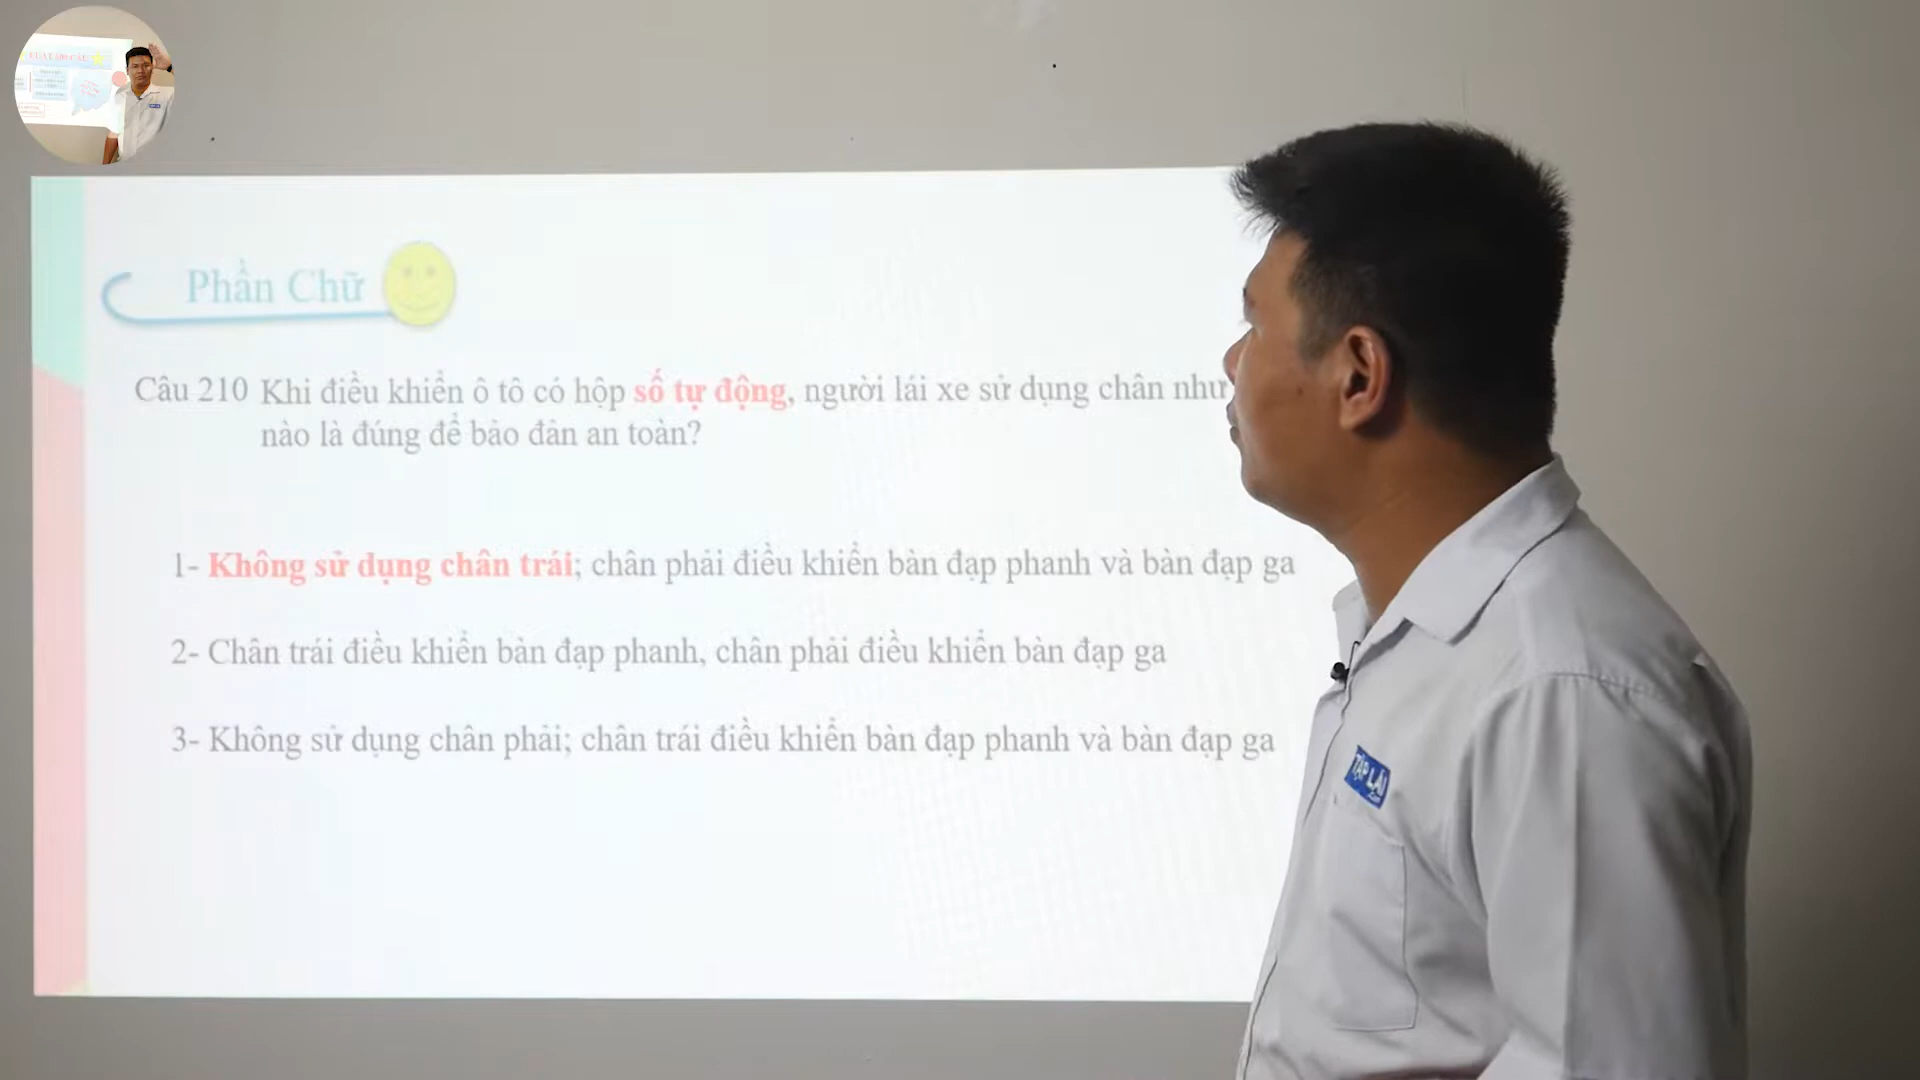 Phần Chữ
Câu 210 Khi điều khiển ô tô có hộp số tự động, người lái xe sử dụng chân như
nào là đúng để bảo đản an toàn?
1- Không sử dụng chân trái; chân phải điều khiển bàn đạp phanh và bàn đạp ga
2- Chân trái điều khiển bàn đạp phanh, chân phải điều khiển bàn đạp ga
3- Không sử dụng chân phải; chân trái điều khiển bàn đạp phanh và bàn đạp ga
TẬP LÁI